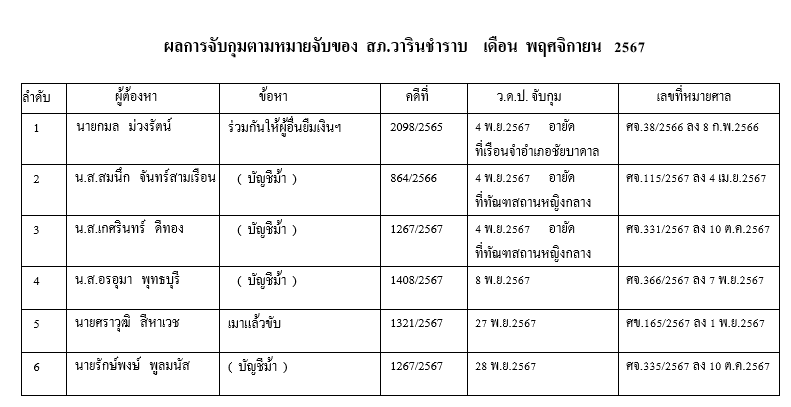 ผลการจับกุมตามหมายจับของ สภ.วารินชำราบ เดือน พฤศจิกายน 2567
ลำดับ ผู้ต้องหา ข้อหา คดีที่ ว.ด.ป. จับกุม เลขที่หมายศาล
1 นายกมล ม่วงรัตน์ ร่วมกันให้ผู้อื่นยืมเงินฯ 2098/2565 4 พ.ย.2567 อายัด ศจ.38/2566 ลง 8 ก.พ.2566
ที่เรือนจำอำเภอชัยบาดาล
2 น.ส.สมนึก จันทร์สามเรือน ( บัญชีม้า ) 864/2566 4 พ.ย.2567 อายัด ศจ.115/2567 ลง 4 เม.ย.2567
ที่ทัณฑสถานหญิงกลาง
3 น.ส.เกศรินทร์ ดีทอง ( บัญชีม้า ) 1267/2567 4 พ.ย.2567 อายัด ศจ.331/2567 ลง 10 ต.ค.2567
ที่ทัณฑสถานหญิงกลาง
4 น.ส.อรอุมา พุทธบุรี ( บัญชีม้า ) 1408/2567 8 พ.ย.2567 ศจ.366/2567 ลง 7 พ.ย.2567
5 นายศราวุฒิ สีหาเวช เมาแล้วขับ 1321/2567 27 พ.ย.2567 ศข.165/2567 ลง 1 พ.ย.2567
6 นายรักษ์พงษ์ พูลมนัส ( บัญชีม้า ) 1267/2567 28 พ.ย.2567 ศจ.335/2567 ลง 10 ต.ค.2567